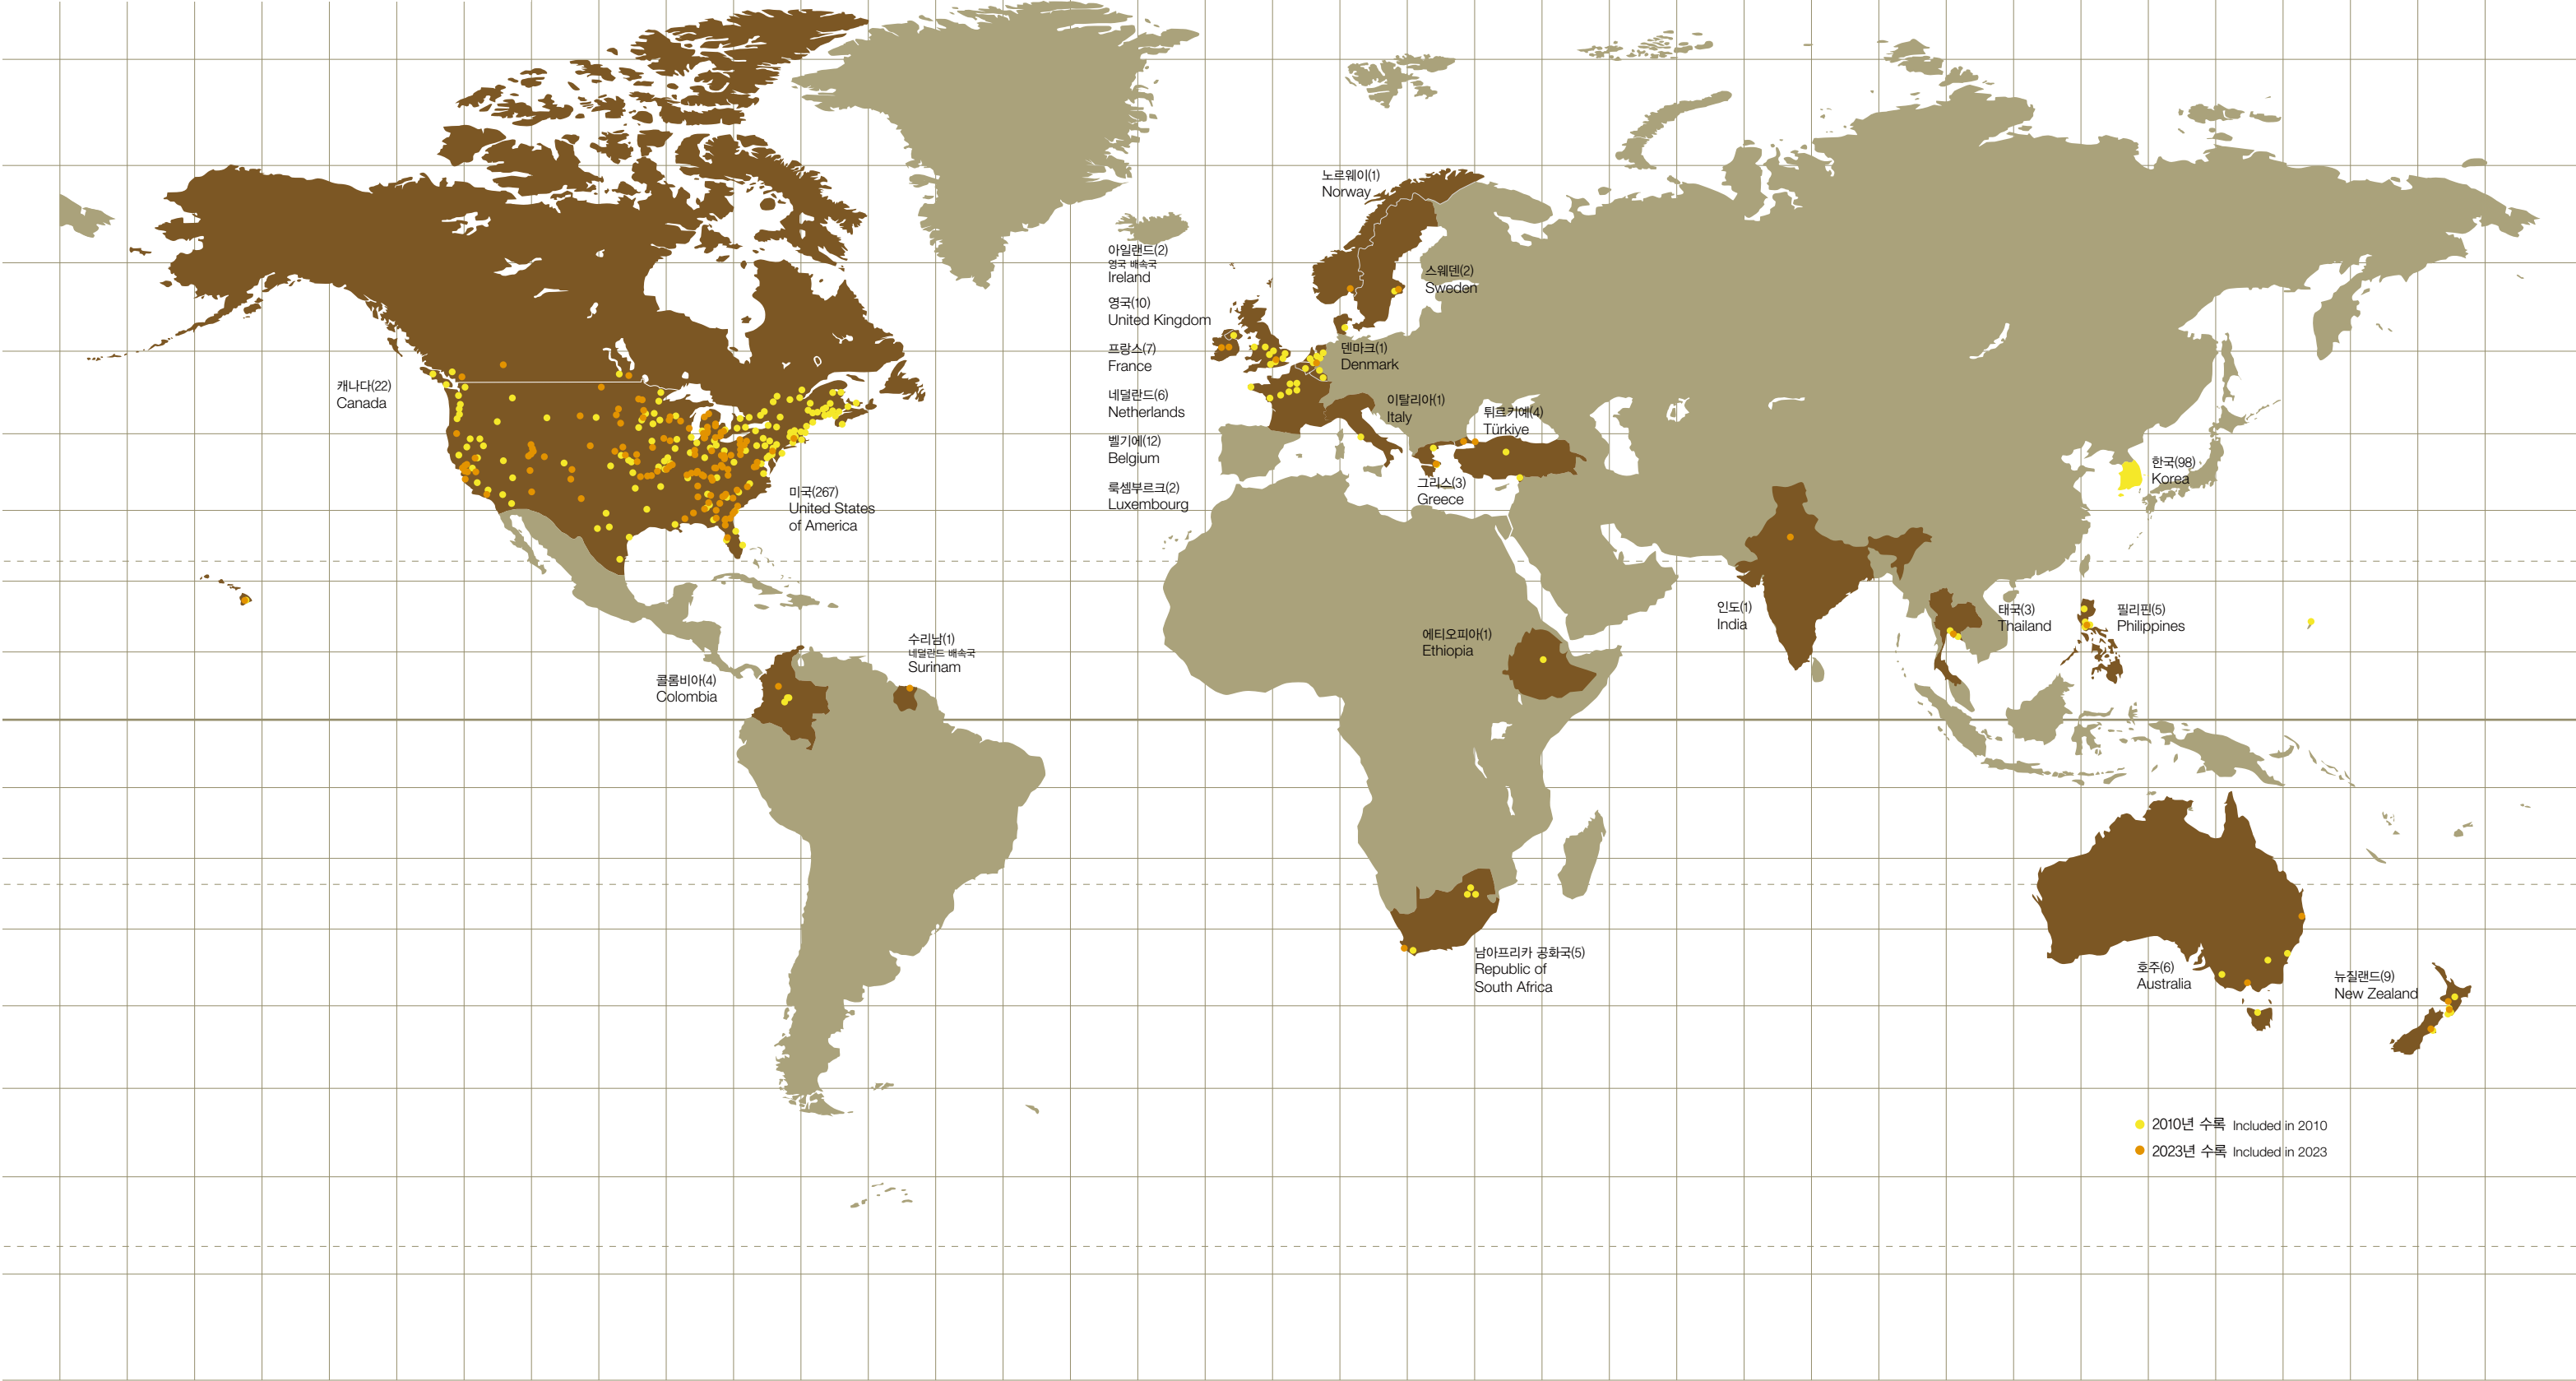 노르웨이(1)
Norway
아일랜드(2)
영국 배속국
Ireland
스웨덴(2)
Sweden
영국(10)
United Kingdom
프랑스(7)
France
덴마크(1)
Denmark
캐나다(22)
Canada
네덜란드(6)
Netherlands
이탈리아(1)
Italy
튀르키예(4)
Türkiye
벨기에(12)
Belgium
한국(98)
Korea
그리스(3)
Greece
룩셈부르크(2)
Luxembourg
미국(267)
United States
of America
인도(1)
India
태국(3)
Thailand
필리핀(5)
Philippines
에티오피아(1)
Ethiopia
수리남(1)
네덜란드 배속국
Surinam
콜롬비아(4)
Colombia
남아프리카 공화국(5)
Republic of
South Africa
호주(6)
Australia
뉴질랜드(9)
New Zealand
2010년 수록 Included in 2010
2023년 수록 Included in 2023